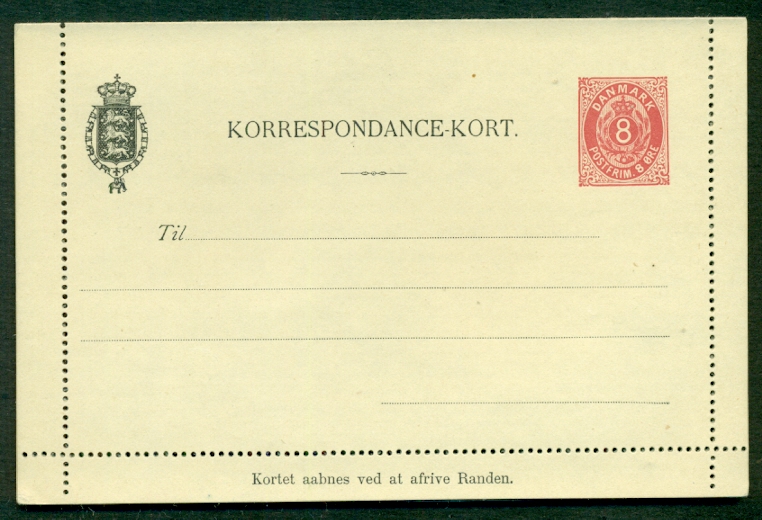 KORRESPONDANCE-KORT.
DANMARK
8
POSTFRIM. 8 ØRE
Til
Kortet aabnes ved at afrive Randen.